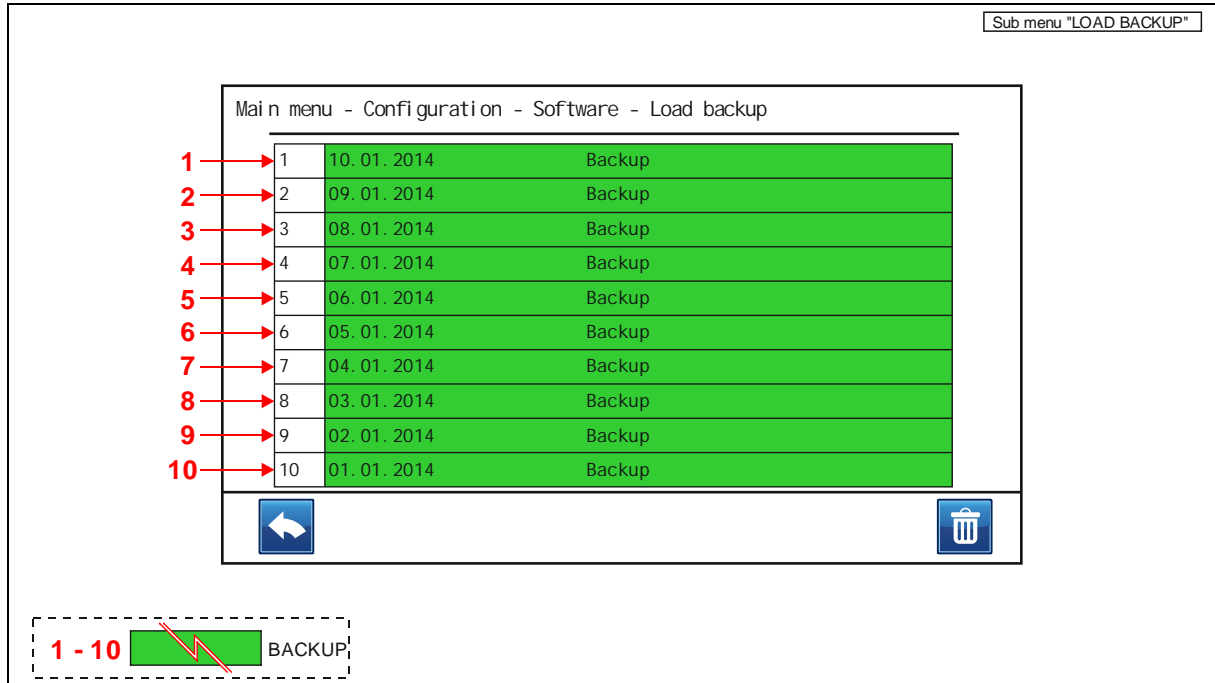 Sub menu "LOAD BACKUP"
Main menu - Configuration - Software - Load backup
1 1 10.01.2014 Backup
2 2 09.01.2014 Backup
3 3 08.01.2014 Backup
4 4 07.01.2014 Backup
5 5 06.01.2014 Backup
6 6 05.01.2014 Backup
7 7 04.01.2014 Backup
8 8 03.01.2014 Backup
9 9 02.01.2014 Backup
10 10 01.01.2014 Backup
1 - 10 BACKUP